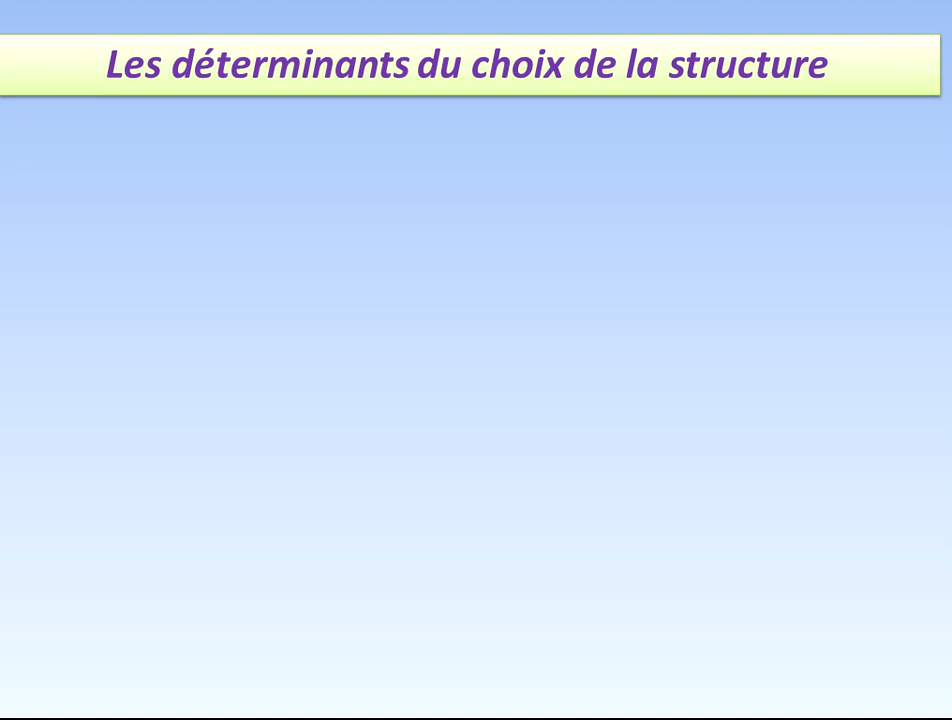 Les déterminants du choix de la structure